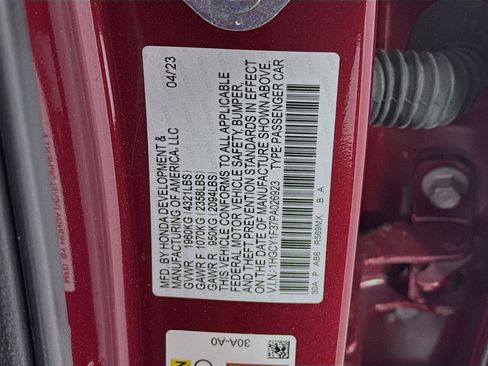 MFD. BY HONDA DEVELOPMENT & 04/23
MANUFACTURING OF AMERICA, LLC
GVWR 1960KG (4321LBS)
GAWR F 1070KG (2358LBS)
GAWR R 950KG (2094LBS)
THIS VEHICLE CONFORMS TO ALL APPLICABLE
FEDERAL MOTOR VEHICLE SAFETY, BUMPER,
AND THEFT PREVENTION STANDARDS IN EFFECT
ON THE DATE OF MANUFACTURE SHOWN ABOVE.
V.I.N.:1HGCY1F37PA026923 TYPE:PASSENGER CAR
30A P AB6 R569MX B A
30A-A0